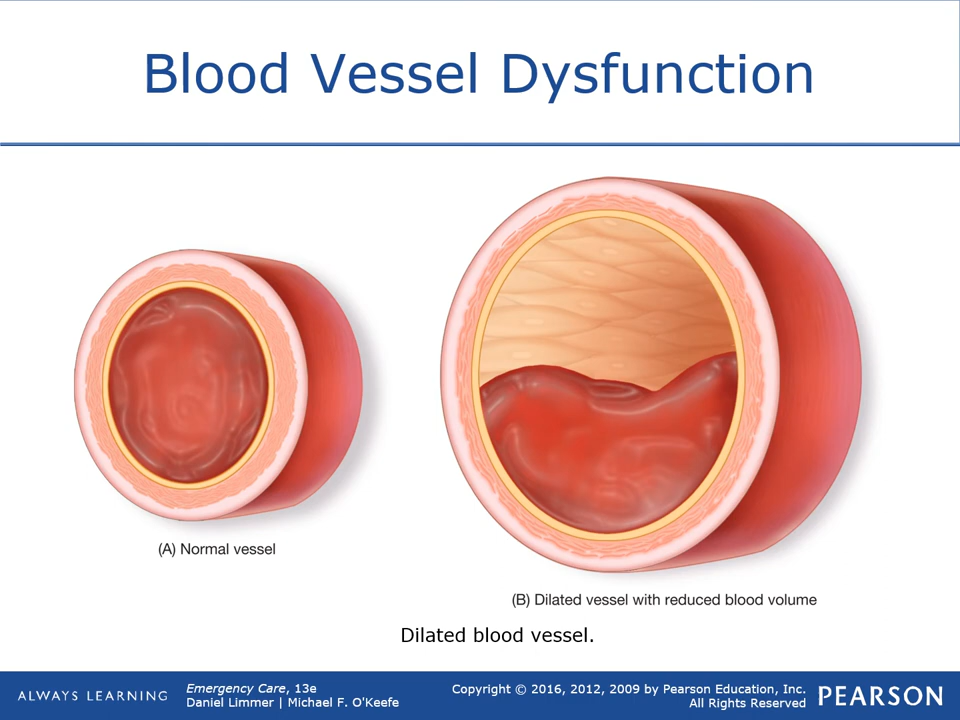 Blood Vessel Dysfunction
(A) Normal vessel
(B) Dilated vessel with reduced blood volume
Dilated blood vessel.
ALWAYS LEARNING
Emergency Care, 13e
Daniel Limmer | Michael F. O'Keefe
Copyright © 2016, 2012, 2009 by Pearson Education, Inc.
All Rights Reserved
PEARSON